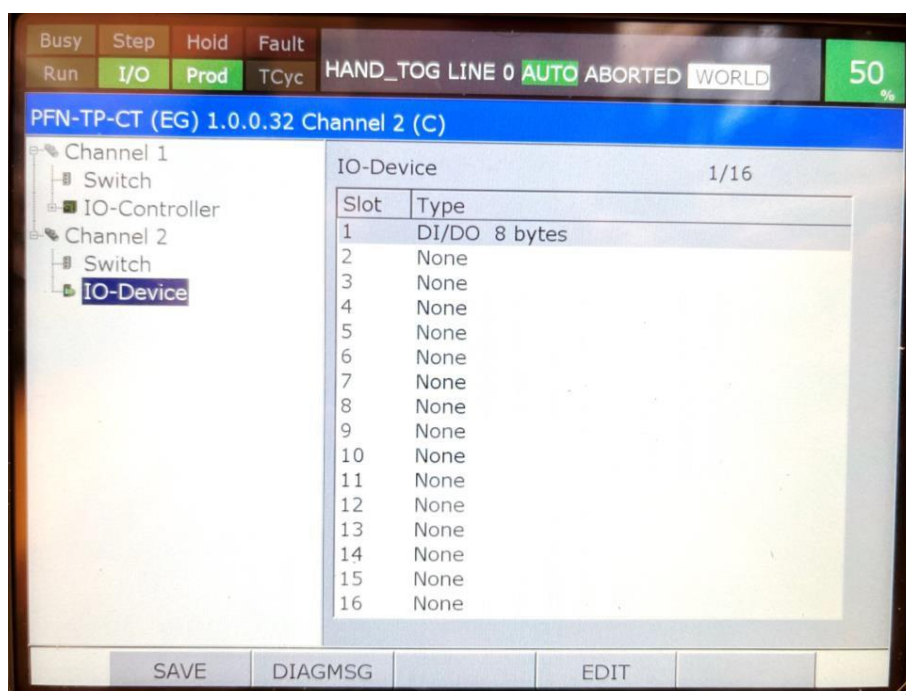 Busy Step Hold Fault
Run I/O Prod TCyc HAND_TOG LINE 0 AUTO ABORTED WORLD 50 %
PFN-TP-CT (EG) 1.0.0.32 Channel 2 (C)
Channel 1
Switch
IO-Controller
Channel 2
Switch
IO-Device
IO-Device 1/16
Slot Type
1 DI/DO 8 bytes
2 None
3 None
4 None
5 None
6 None
7 None
8 None
9 None
10 None
11 None
12 None
13 None
14 None
15 None
16 None
SAVE DIAGMSG EDIT